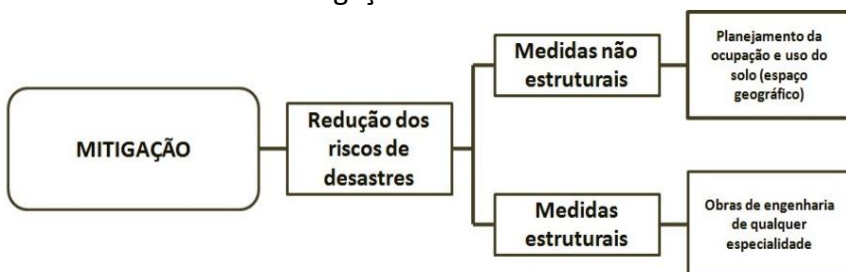 MITIGAÇÃO
Redução dos
riscos de
desastres
Medidas não
estruturais
Planejamento da
ocupação e uso do
solo (espaço
geográfico)
Medidas
estruturais
Obras de engenharia
de qualquer
especialidade